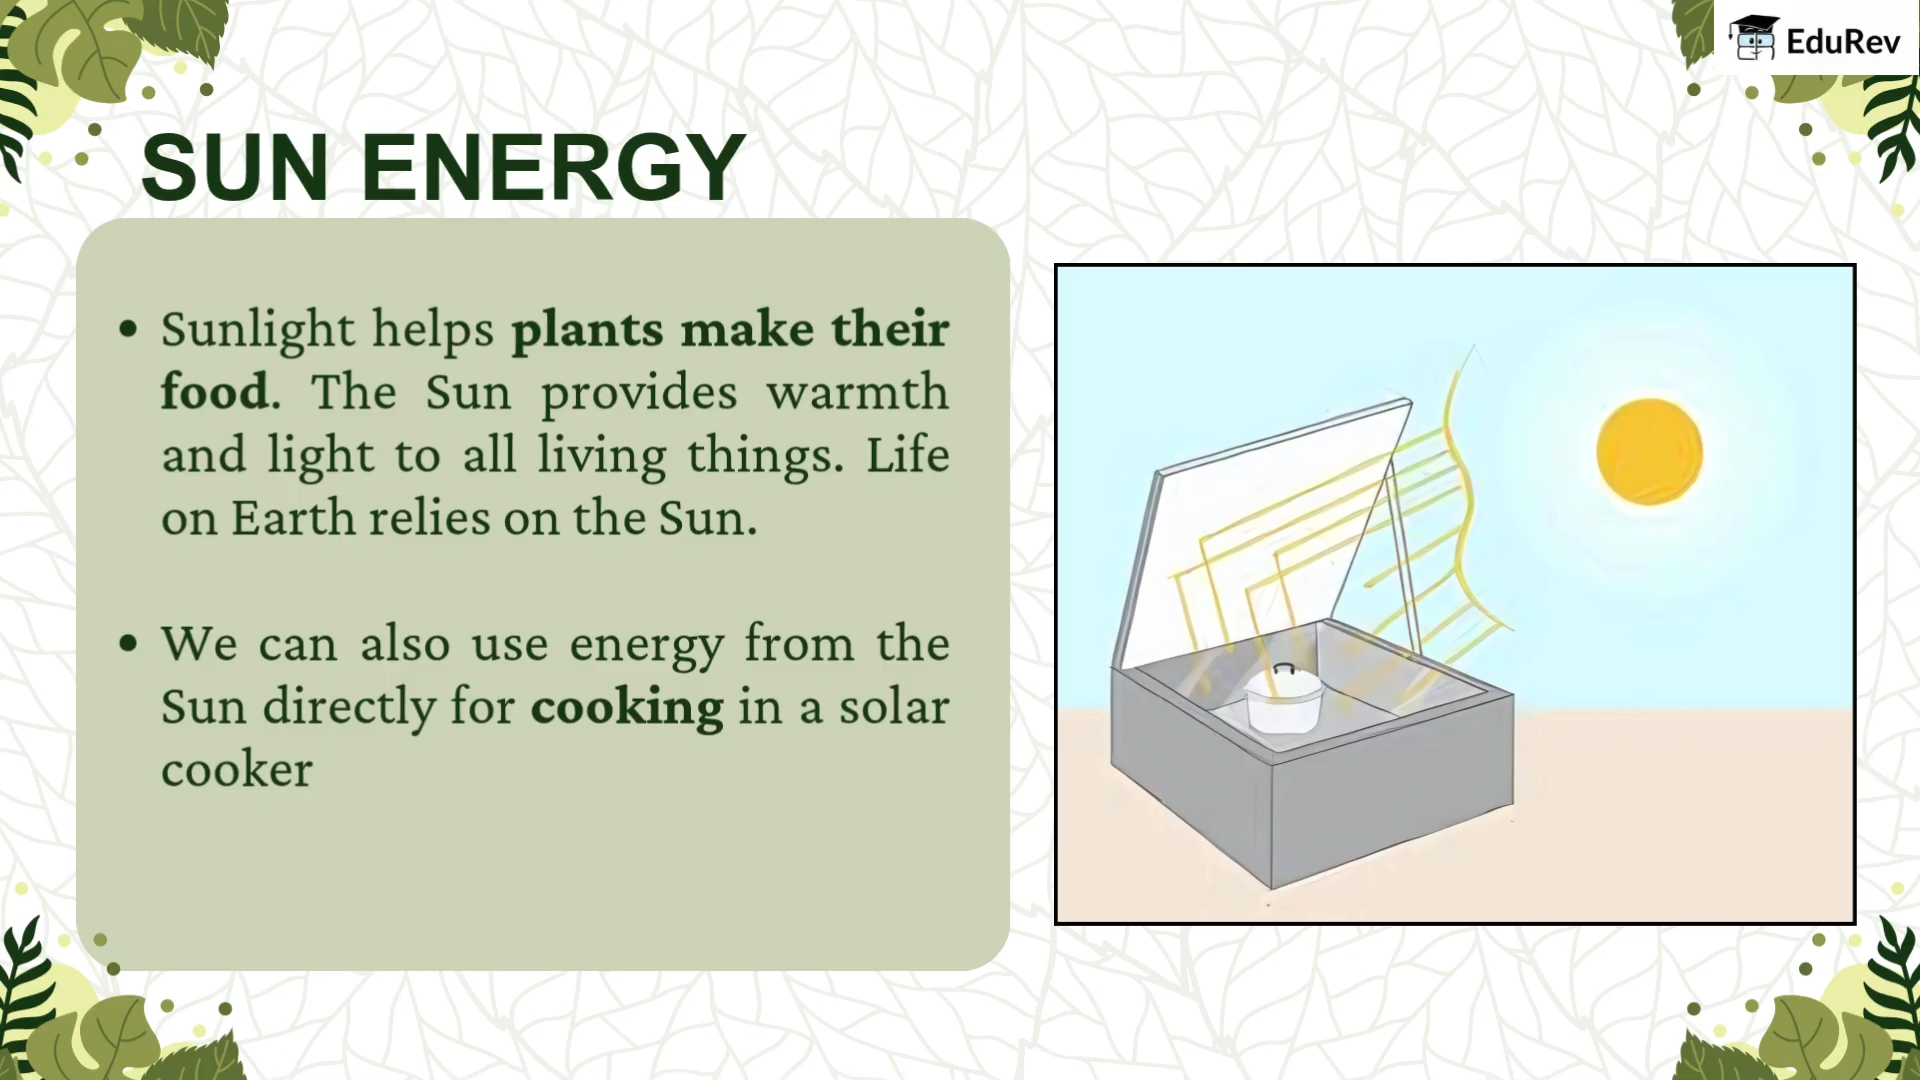 EduRev
SUN ENERGY
• Sunlight helps plants make their
food. The Sun provides warmth
and light to all living things. Life
on Earth relies on the Sun.
• We can also use energy from the
Sun directly for cooking in a solar
cooker